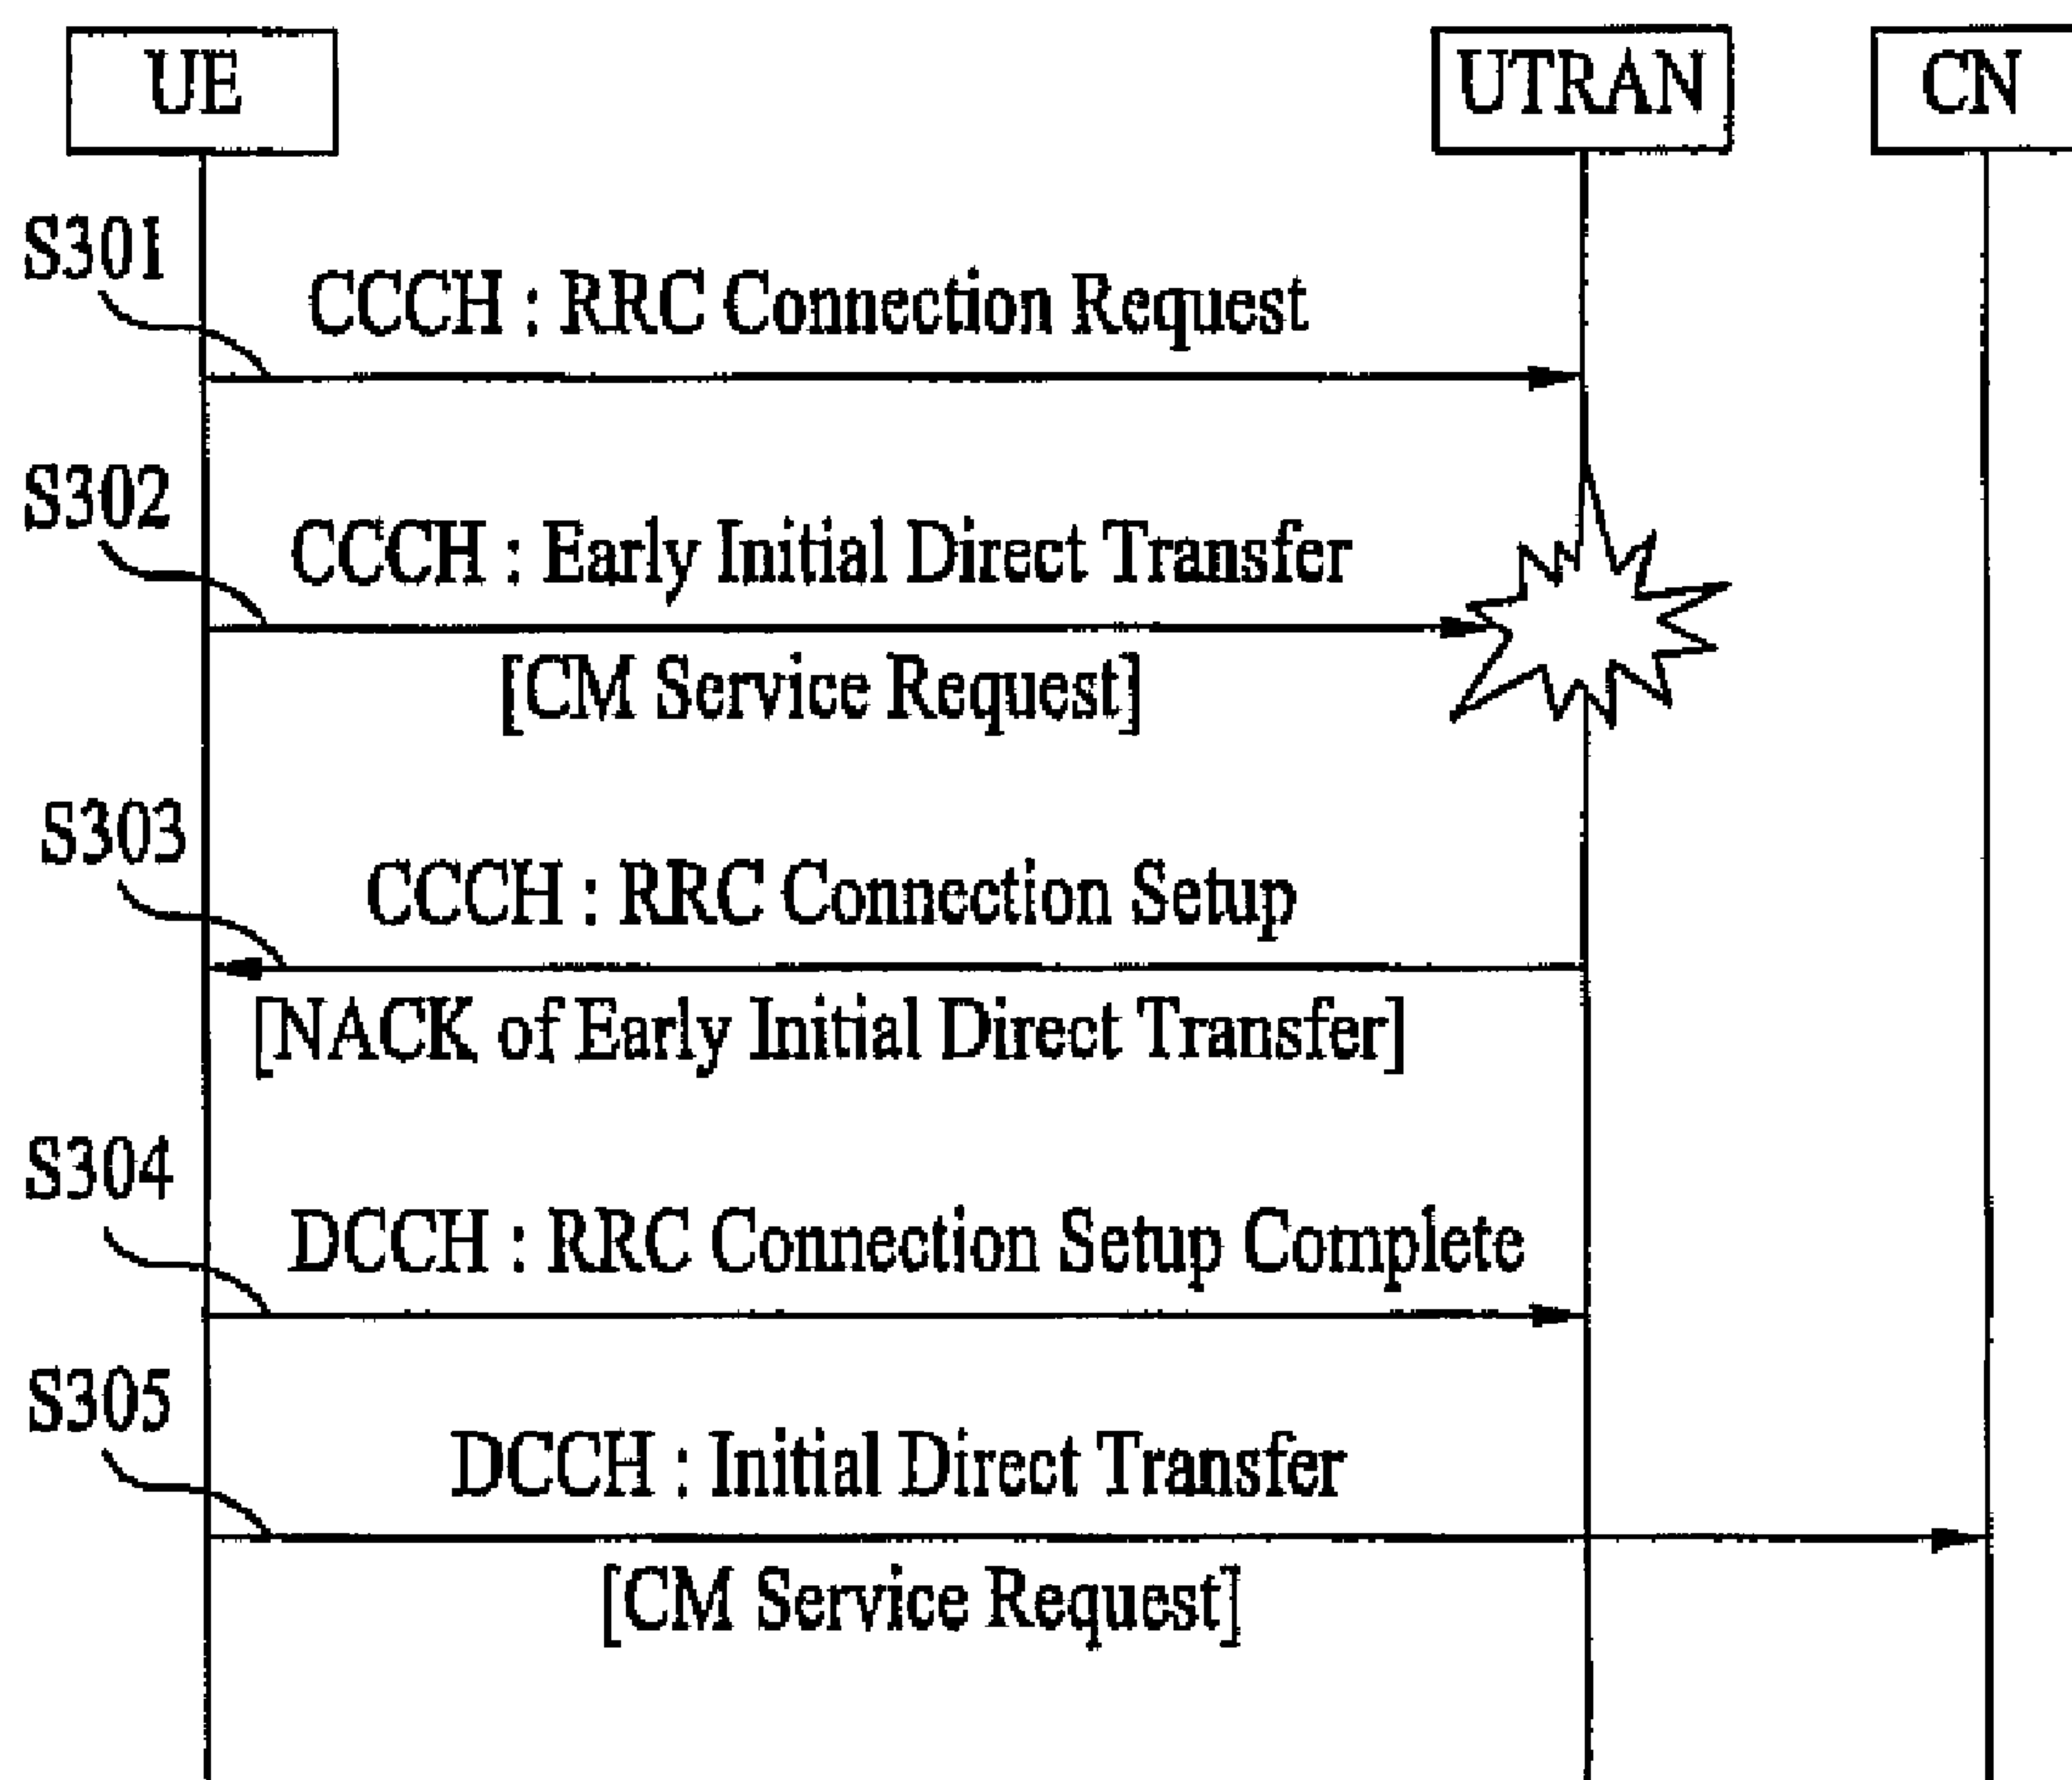 UE
UTRAN
CN
S301
CCCH : RRC Connection Request
S302
CCCH : Early Initial Direct Transfer
[CM Service Request]
S303
CCCH : RRC Connection Setup
[NACK of Early Initial Direct Transfer]
S304
DCCH : RRC Connection Setup Complete
S305
DCCH : Initial Direct Transfer
[CM Service Request]